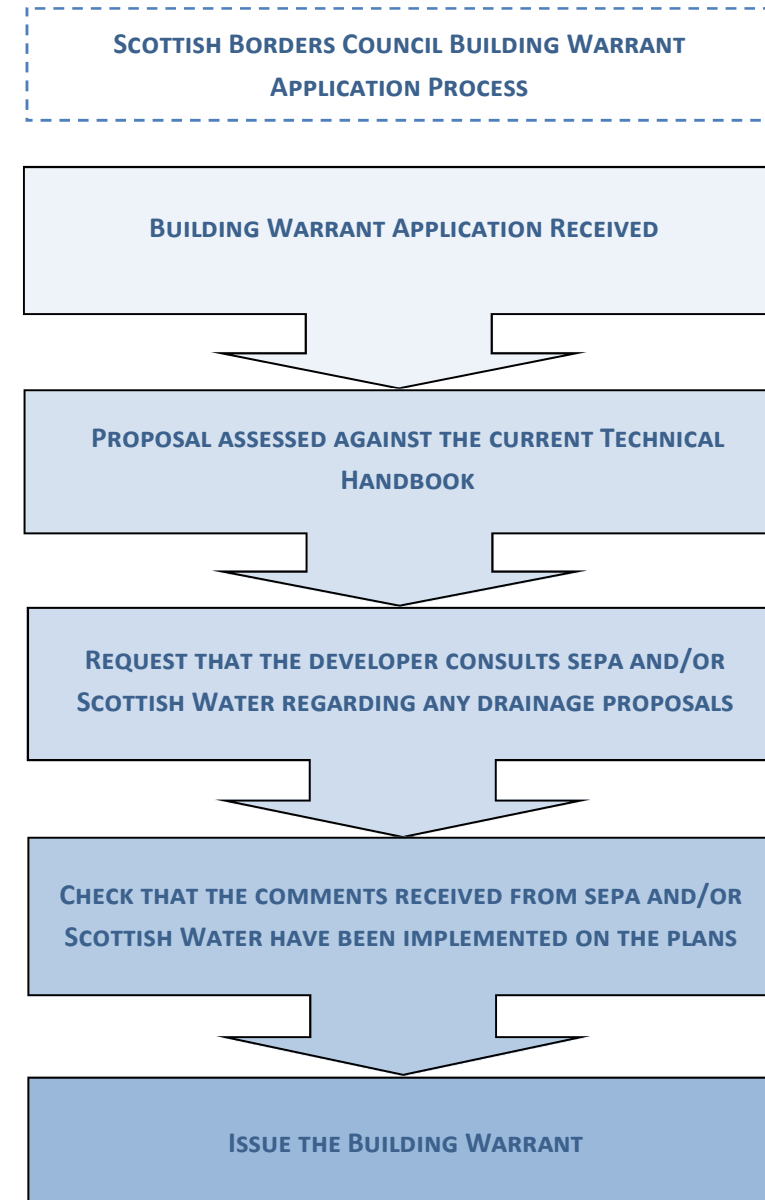 Scottish Borders Council Building Warrant
Application Process
Building Warrant Application Received
Proposal assessed against the current Technical
Handbook
Request that the developer consults SEPA and/or
Scottish Water regarding any drainage proposals
Check that the comments received from SEPA and/or
Scottish Water have been implemented on the plans
Issue the Building Warrant